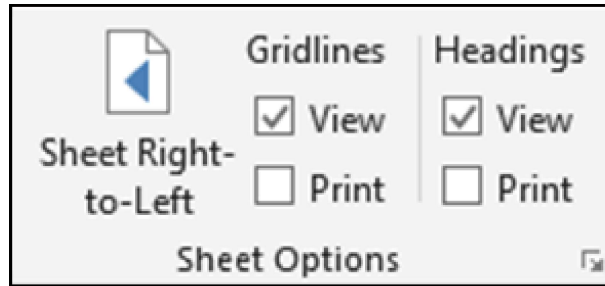 Sheet Right-
to-Left
Gridlines
View
Print
Headings
View
Print
Sheet Options